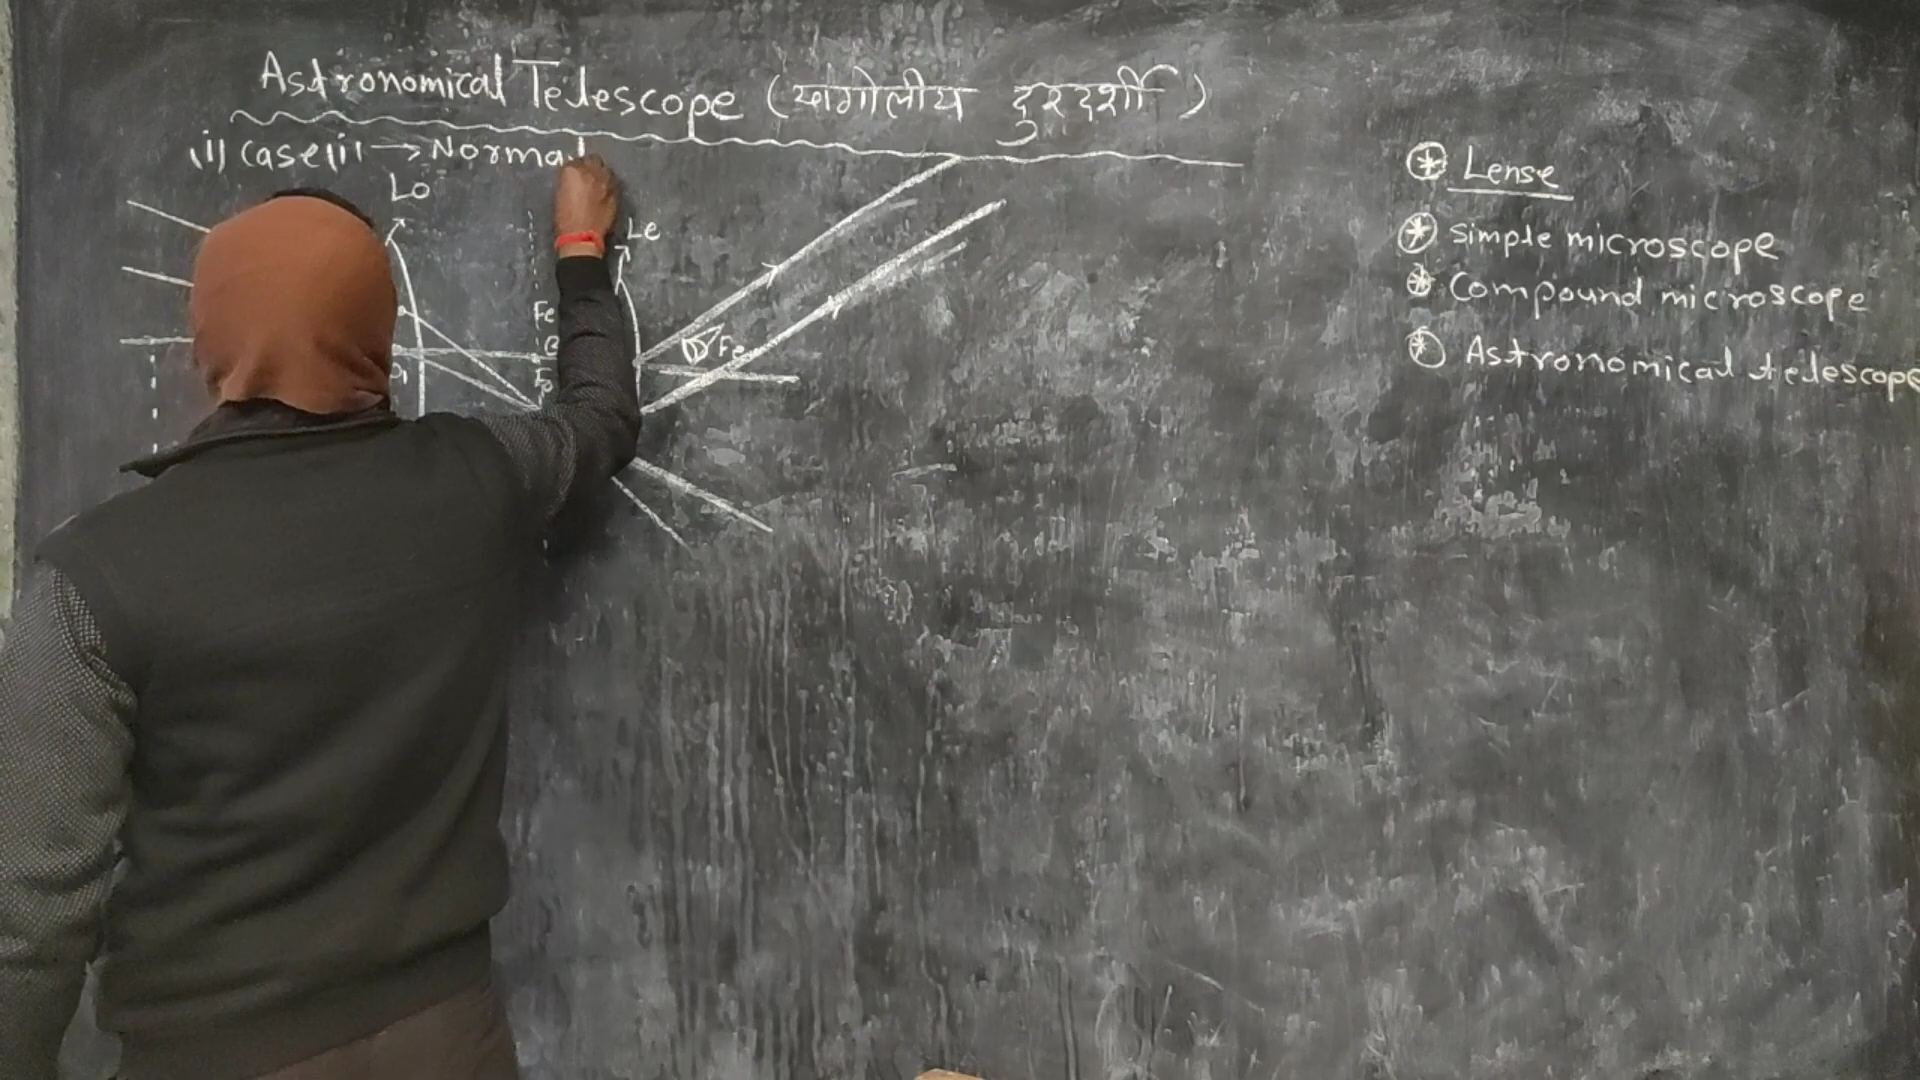 Astronomical Telescope (खगोलीय दुरदर्शी)
(i) case(i) → Normal
Lo
Le
Fe
Fe
Fo
* Lense
* simple microscope
* Compound microscope
* Astronomical telescope